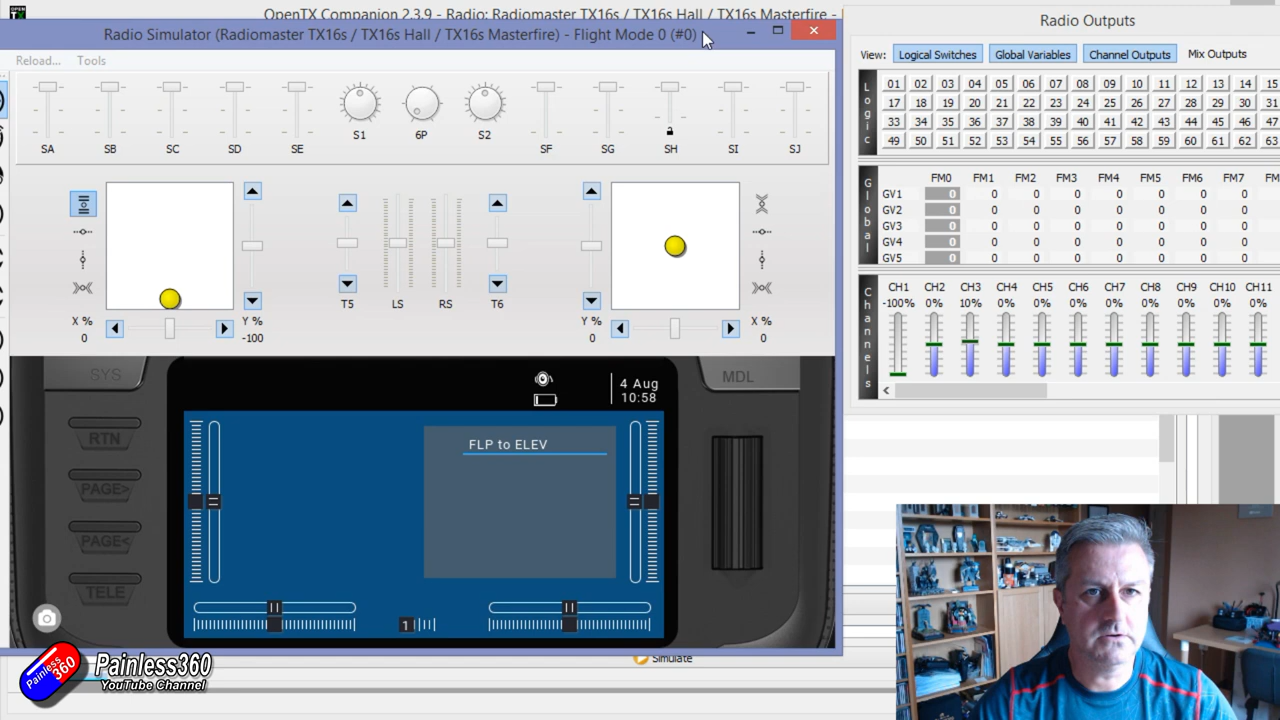 OpenTX Companion 2.3.9 - Radio: Radiomaster TX16s / TX16s Hall / TX16s Masterfire -
Radio Simulator (Radiomaster TX16s / TX16s Hall / TX16s Masterfire) - Flight Mode 0 (#0)
Reload... Tools
S1 6P S2
SA SB SC SD SE SF SG SH SI SJ
T5 LS RS T6
X % Y % Y % X %
0 -100 0 0
SYS
MDL
4 Aug
10:58
RTN
PAGE>
PAGE<
TELE
FLP to ELEV
1
Radio Outputs
View: Logical Switches Global Variables Channel Outputs Mix Outputs
Logic
01 02 03 04 05 06 07 08 09 10 11 12 13 14 15
17 18 19 20 21 22 23 24 25 26 27 28 29 30 31
33 34 35 36 37 38 39 40 41 42 43 44 45 46 47
49 50 51 52 53 54 55 56 57 58 59 60 61 62 63
Global
FM0 FM1 FM2 FM3 FM4 FM5 FM6 FM7 FM
GV1 0 0 0 0 0 0 0 0
GV2 0 0 0 0 0 0 0 0
GV3 0 0 0 0 0 0 0 0
GV4 0 0 0 0 0 0 0 0
GV5 0 0 0 0 0 0 0 0
Channels
CH1 CH2 CH3 CH4 CH5 CH6 CH7 CH8 CH9 CH10 CH11
-100% 0% 10% 0% 0% 0% 0% 0% 0% 0% 0%
Simulate
Painless 360
Painless360
YouTube Channel